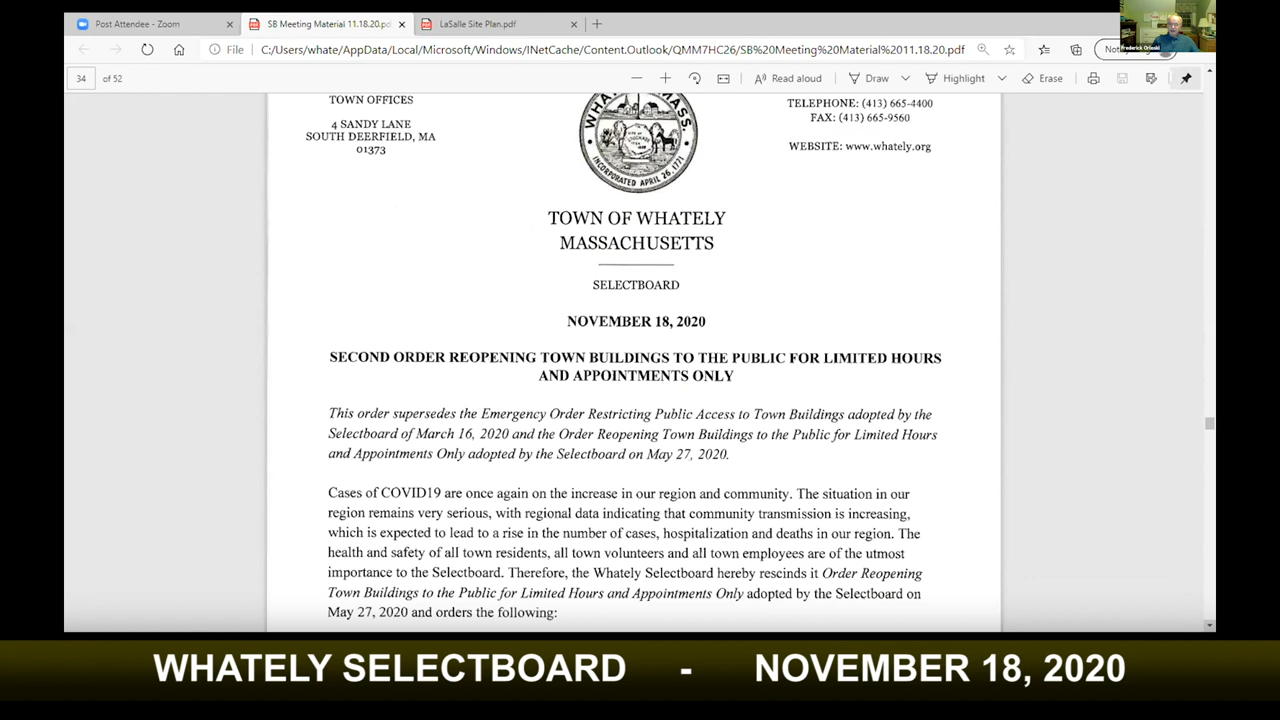 Post Attendee - Zoom
SB Meeting Material 11.18.20.pd
LaSalle Site Plan.pdf
File
C:/Users/whate/AppData/Local/Microsoft/Windows/INetCache/Content.Outlook/QMM7HC26/SB%20Meeting%20Material%2011.18.20.pdf
Frederick Orloski
34 of 52
Read aloud
Draw
Highlight
Erase
TOWN OFFICES
4 SANDY LANE
SOUTH DEERFIELD, MA
01373
MASS.
INCORPORATED APRIL 26, 1771
TELEPHONE: (413) 665-4400
FAX: (413) 665-9560
WEBSITE: www.whately.org
TOWN OF WHATELY
MASSACHUSETTS
SELECTBOARD
NOVEMBER 18, 2020
SECOND ORDER REOPENING TOWN BUILDINGS TO THE PUBLIC FOR LIMITED HOURS
AND APPOINTMENTS ONLY
This order supersedes the Emergency Order Restricting Public Access to Town Buildings adopted by the
Selectboard of March 16, 2020 and the Order Reopening Town Buildings to the Public for Limited Hours
and Appointments Only adopted by the Selectboard on May 27, 2020.
Cases of COVID19 are once again on the increase in our region and community. The situation in our
region remains very serious, with regional data indicating that community transmission is increasing,
which is expected to lead to a rise in the number of cases, hospitalization and deaths in our region. The
health and safety of all town residents, all town volunteers and all town employees are of the utmost
importance to the Selectboard. Therefore, the Whately Selectboard hereby rescinds it Order Reopening
Town Buildings to the Public for Limited Hours and Appointments Only adopted by the Selectboard on
May 27, 2020 and orders the following:
WHATELY SELECTBOARD - NOVEMBER 18, 2020